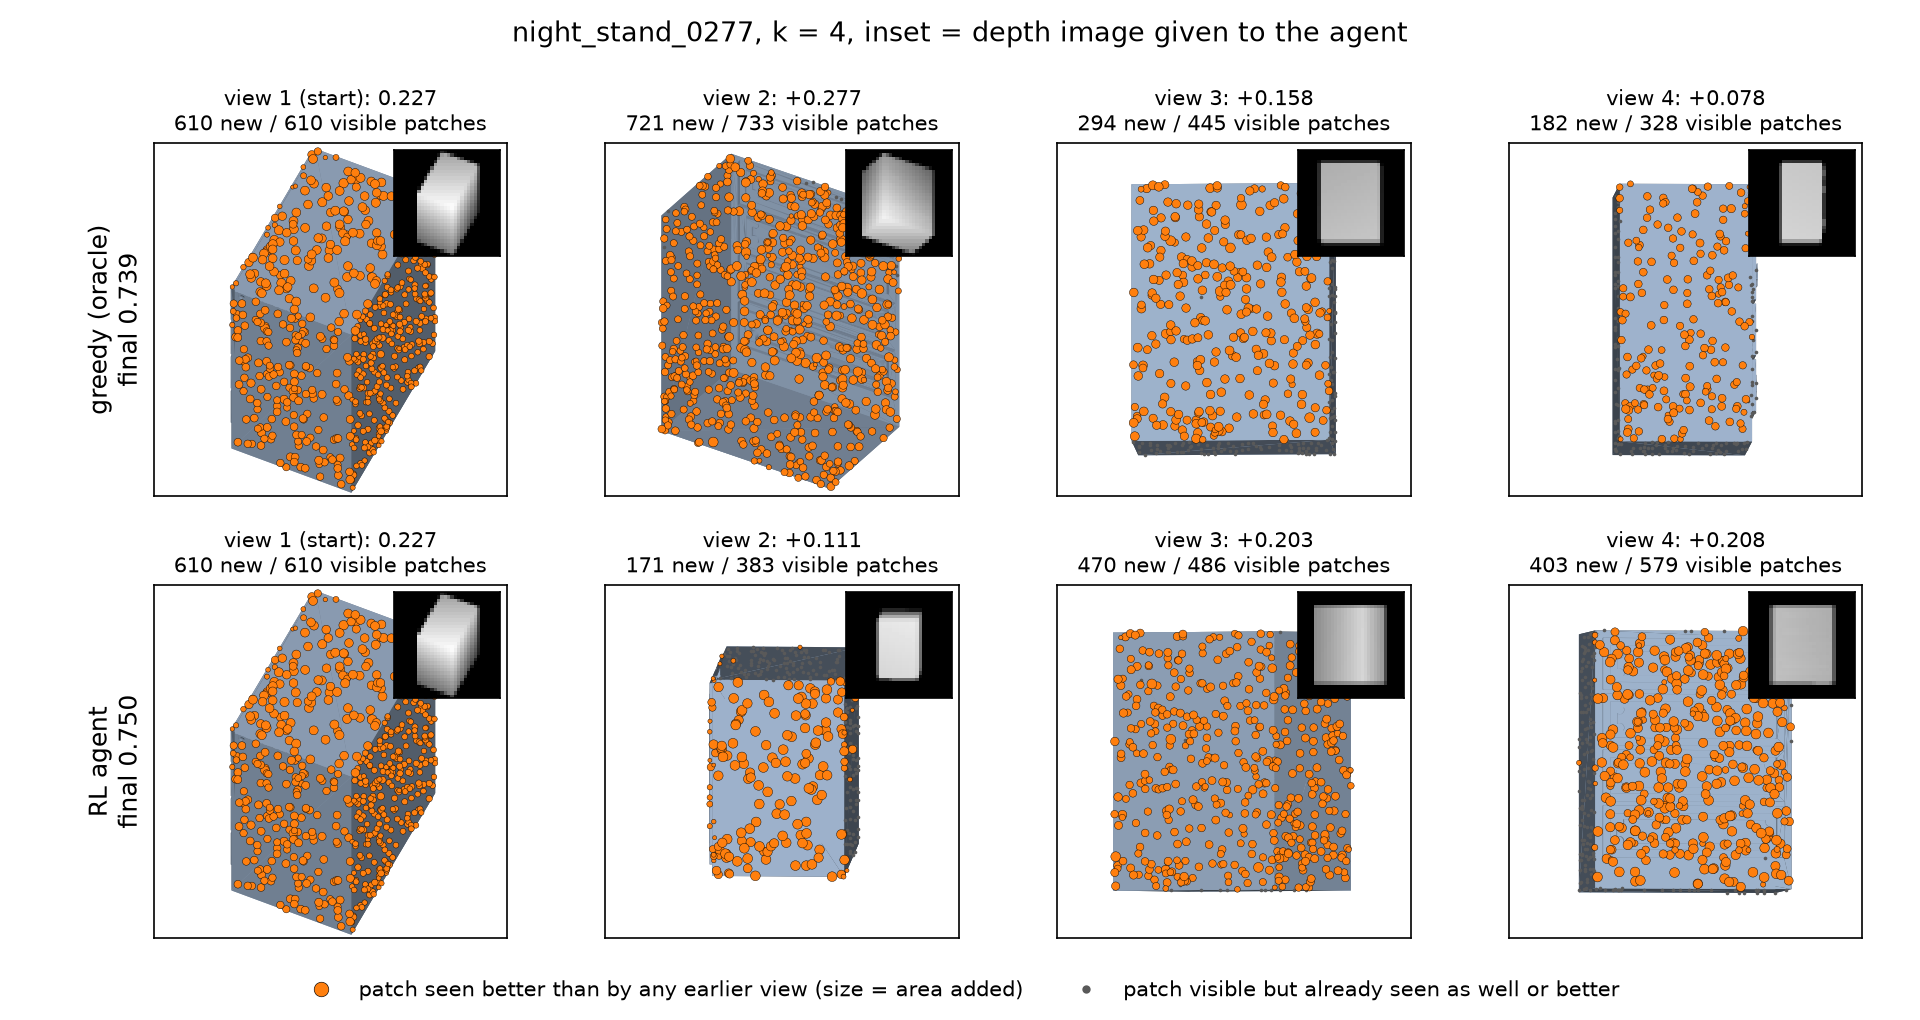 night_stand_0277, k = 4, inset = depth image given to the agent
greedy (oracle)
final 0.739
view 1 (start): 0.227
610 new / 610 visible patches
view 2: +0.277
721 new / 733 visible patches
view 3: +0.158
294 new / 445 visible patches
view 4: +0.078
182 new / 328 visible patches
RL agent
final 0.750
view 1 (start): 0.227
610 new / 610 visible patches
view 2: +0.111
171 new / 383 visible patches
view 3: +0.203
470 new / 486 visible patches
view 4: +0.208
403 new / 579 visible patches
patch seen better than by any earlier view (size = area added)
patch visible but already seen as well or better